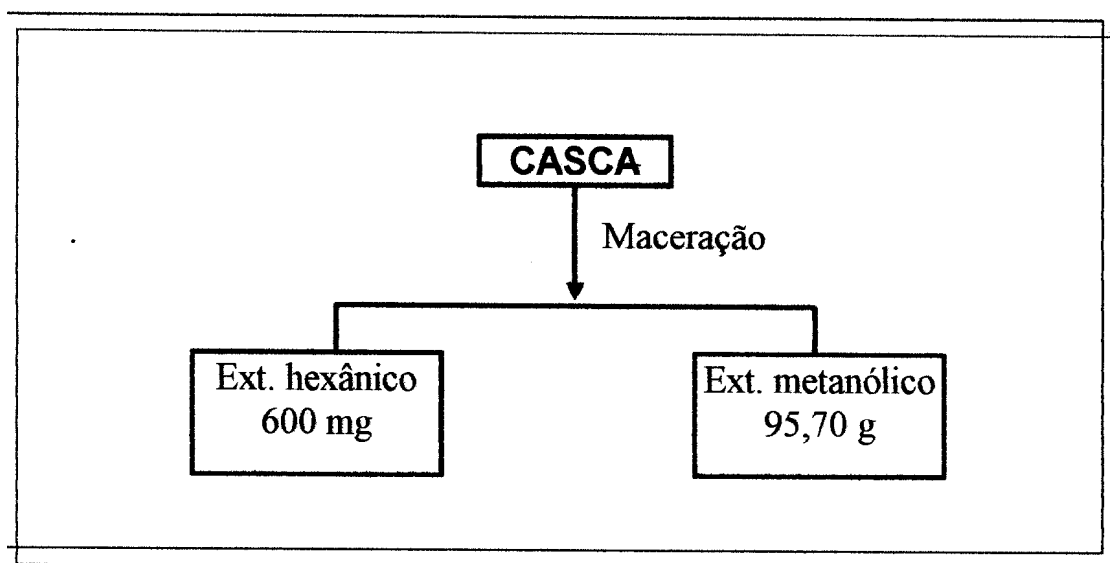 CASCA
Maceração
Ext. hexânico
600 mg
Ext. metanólico
95,70 g